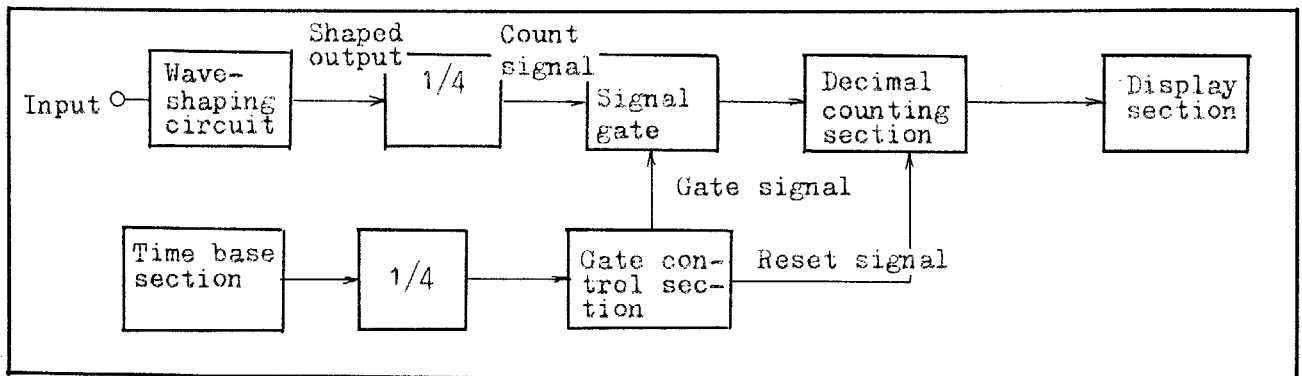 Shaped
output
Count
signal
Input
Wave-
shaping
circuit
1/4
Signal
gate
Decimal
counting
section
Display
section
Gate signal
Time base
section
1/4
Gate con-
trol sec-
tion
Reset signal